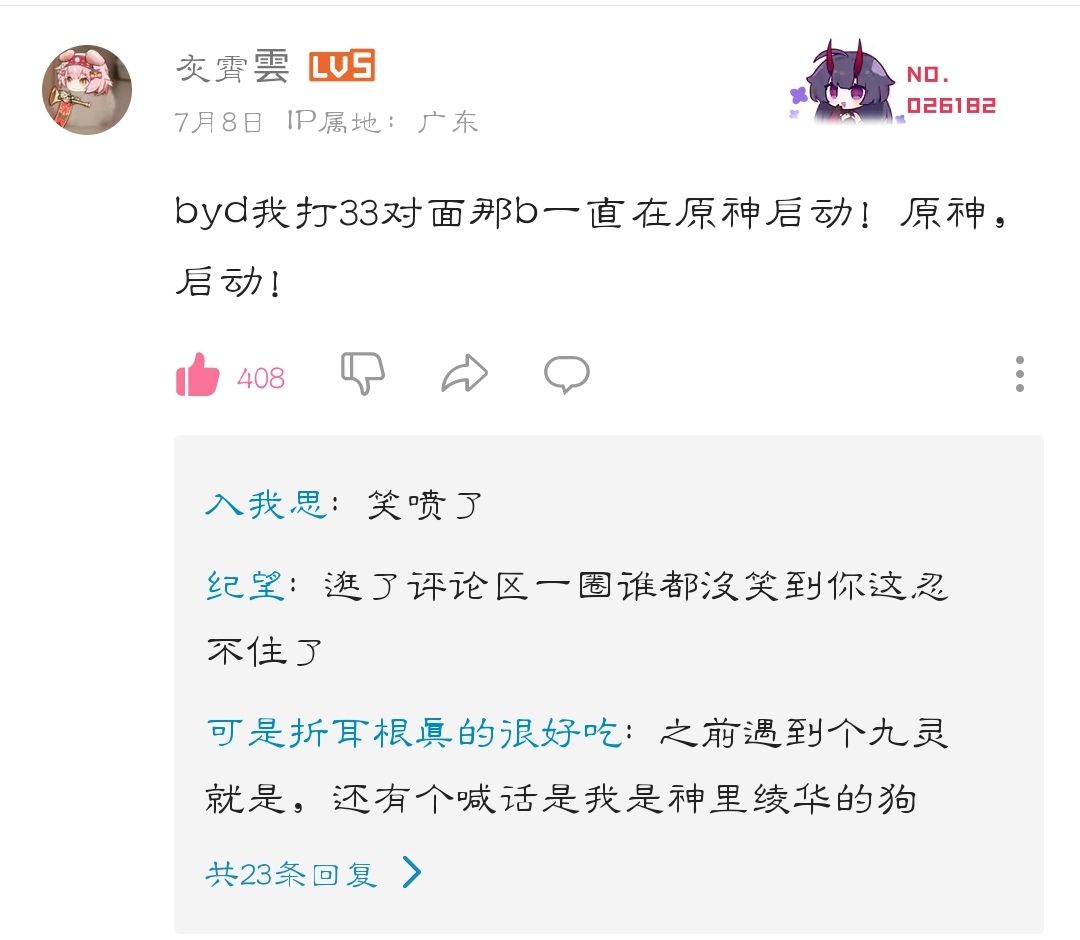 灰霄雲 LV5
7月8日 IP属地：广东
NO.
026182
byd我打33对面那b一直在原神启动！原神，
启动！
408
入我思：笑喷了
纪望：逛了评论区一圈谁都没笑到你这忍
不住了
可是折耳根真的很好吃：之前遇到个九灵
就是，还有个喊话是我是神里绫华的狗
共23条回复